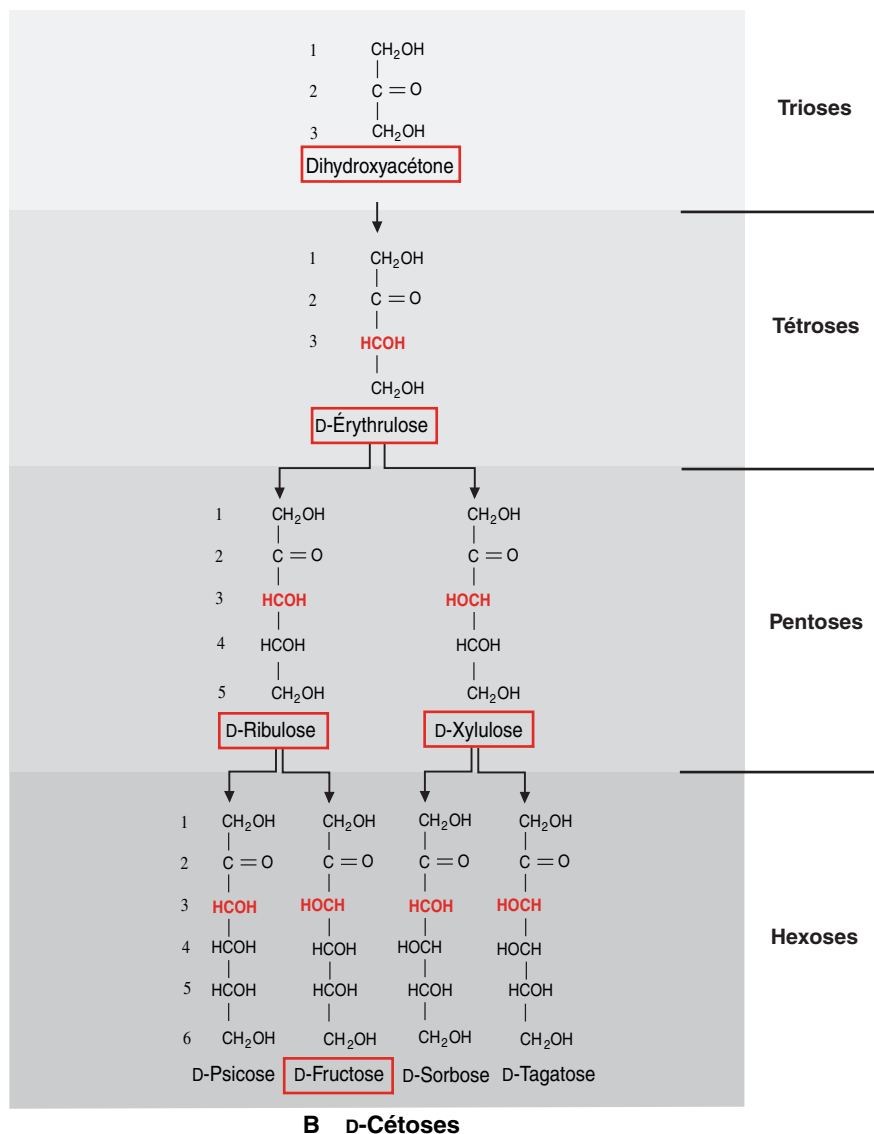 1 CH2OH
2 C = O
3 CH2OH
Dihydroxyacétone
Trioses
1 CH2OH
2 C = O
3 HCOH
CH2OH
D-Érythrulose
Tétroses
1 CH2OH CH2OH
2 C = O C = O
3 HCOH HOCH
4 HCOH HCOH
5 CH2OH CH2OH
D-Ribulose D-Xylulose
Pentoses
1 CH2OH CH2OH CH2OH CH2OH
2 C = O C = O C = O C = O
3 HCOH HOCH HCOH HOCH
4 HCOH HCOH HOCH HOCH
5 HCOH HCOH HCOH HCOH
6 CH2OH CH2OH CH2OH CH2OH
D-Psicose D-Fructose D-Sorbose D-Tagatose
Hexoses
B D-Cétoses